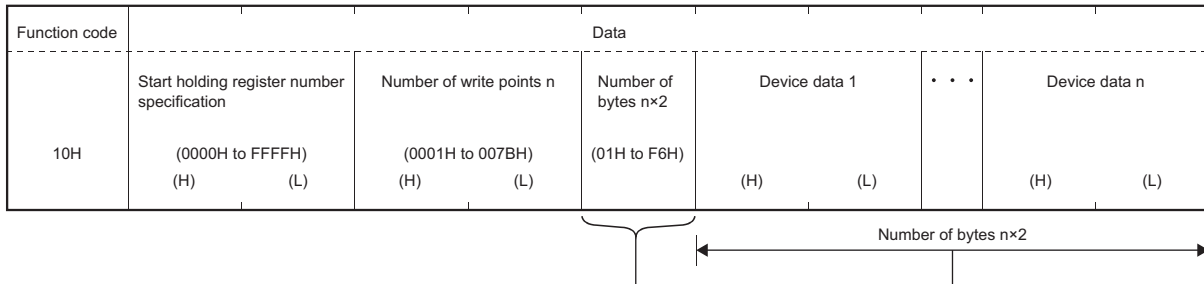 Function code
Data
10H
Start holding register number
specification
(0000H to FFFFH)
(H) (L)
Number of write points n
(0001H to 007BH)
(H) (L)
Number of
bytes n×2
(01H to F6H)
Device data 1
(H) (L)
・・・
Device data n
(H) (L)
Number of bytes n×2